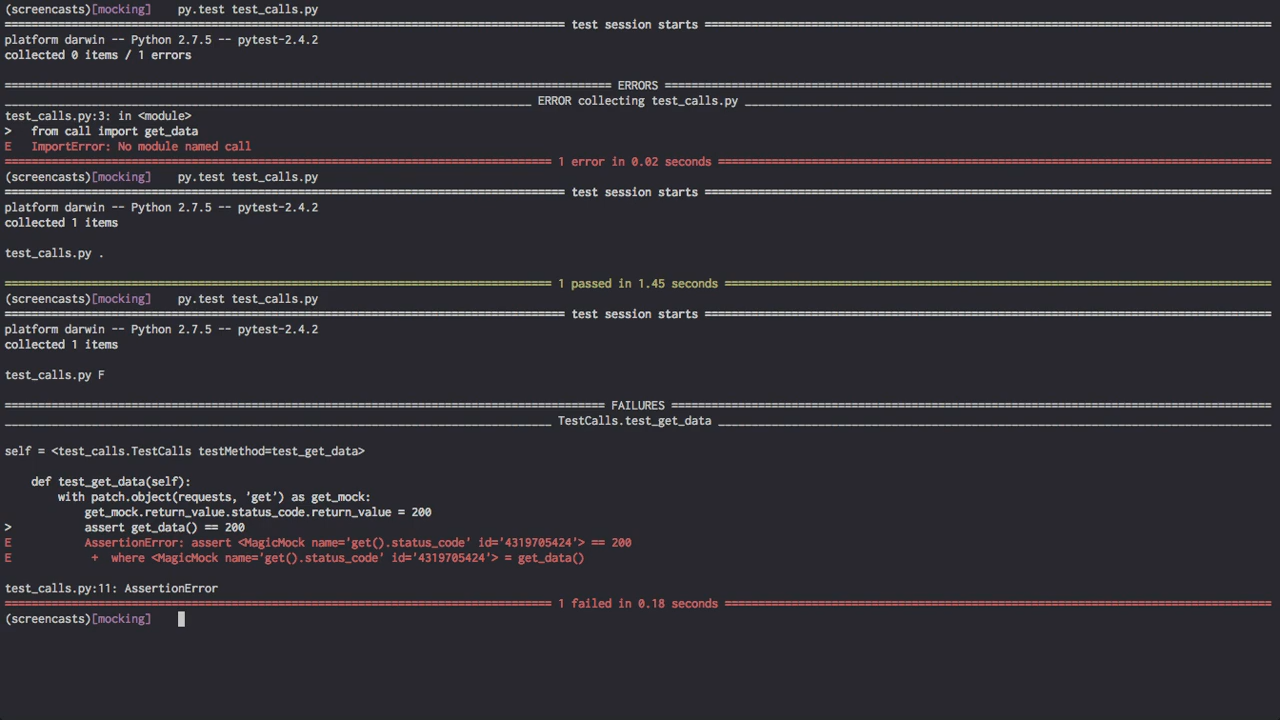 (screencasts)[mocking]    py.test test_calls.py
============================= test session starts =============================
platform darwin -- Python 2.7.5 -- pytest-2.4.2
collected 0 items / 1 errors
=================================== ERRORS ====================================
___________________________ ERROR collecting test_calls.py ___________________________
test_calls.py:3: in <module>
>   from call import get_data
E   ImportError: No module named call
=========================== 1 error in 0.02 seconds ===========================
(screencasts)[mocking]    py.test test_calls.py
============================= test session starts =============================
platform darwin -- Python 2.7.5 -- pytest-2.4.2
collected 1 items
test_calls.py .
========================== 1 passed in 1.45 seconds ===========================
(screencasts)[mocking]    py.test test_calls.py
============================= test session starts =============================
platform darwin -- Python 2.7.5 -- pytest-2.4.2
collected 1 items
test_calls.py F
================================== FAILURES ===================================
___________________________ TestCalls.test_get_data ___________________________
self = <test_calls.TestCalls testMethod=test_get_data>
    def test_get_data(self):
        with patch.object(requests, 'get') as get_mock:
            get_mock.return_value.status_code.return_value = 200
>           assert get_data() == 200
E           AssertionError: assert <MagicMock name='get().status_code' id='4319705424'> == 200
E            +  where <MagicMock name='get().status_code' id='4319705424'> = get_data()
test_calls.py:11: AssertionError
========================== 1 failed in 0.18 seconds ===========================
(screencasts)[mocking]